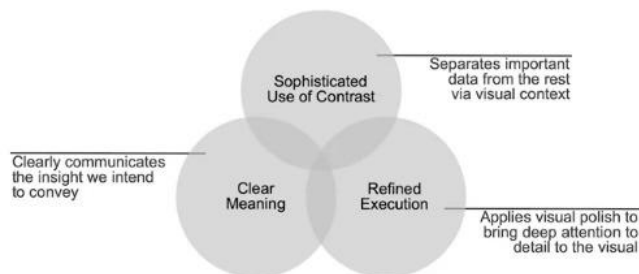 Sophisticated
Use of Contrast
Separates important
data from the rest
via visual context
Clearly communicates
the insight we intend
to convey
Clear
Meaning
Refined
Execution
Applies visual polish to
bring deep attention to
detail to the visual